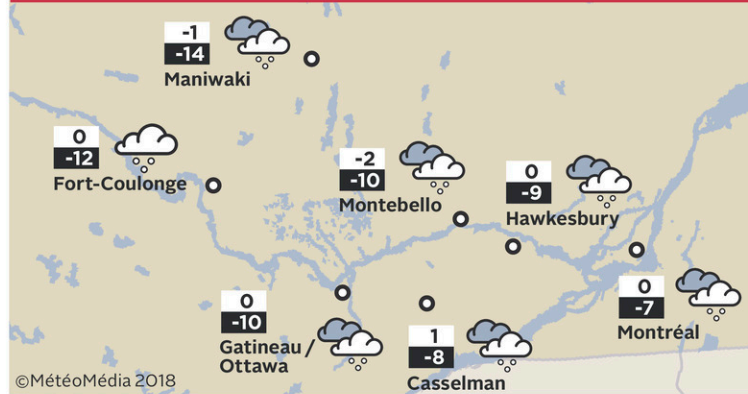 -1
-14
Maniwaki
0
-12
Fort-Coulonge
-2
-10
Montebello
0
-9
Hawkesbury
0
-10
Gatineau /
Ottawa
1
-8
Casselman
0
-7
Montréal
©MétéoMédia 2018